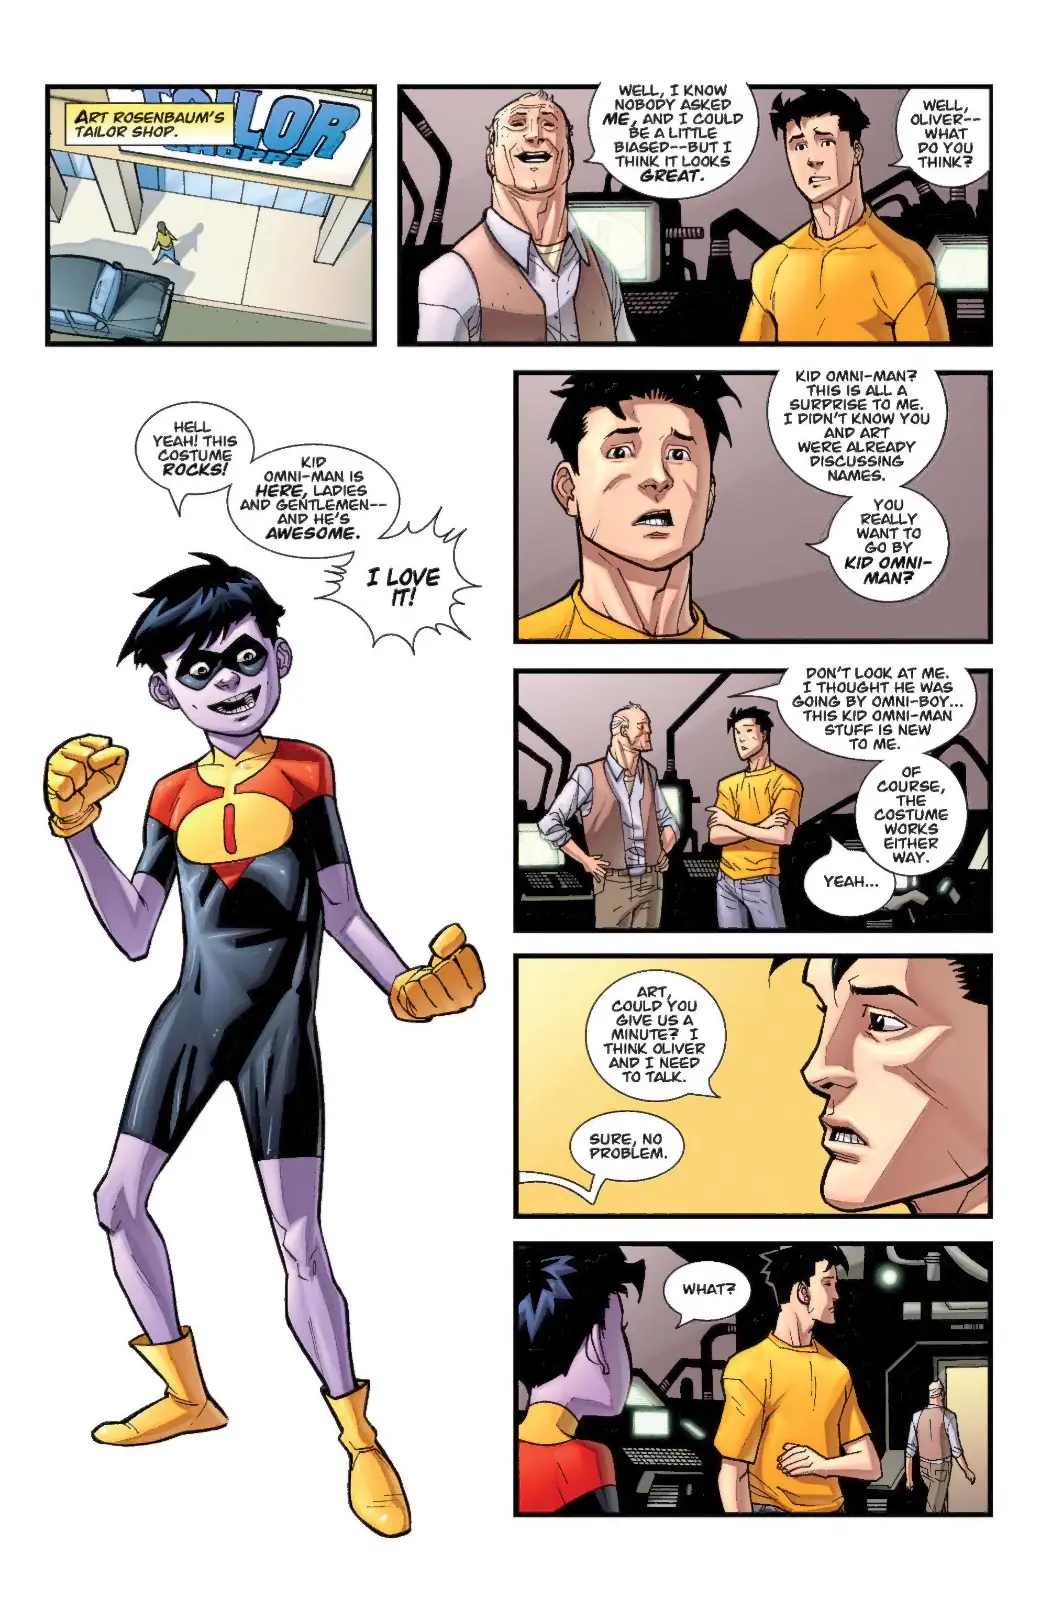 ART ROSENBAUM'S
TAILOR SHOP.
TAILOR
SHOPPE
WELL, I KNOW
NOBODY ASKED
ME, AND I COULD
BE A LITTLE
BIASED--BUT I
THINK IT LOOKS
GREAT.
WELL,
OLIVER--
WHAT
DO YOU
THINK?
HELL
YEAH! THIS
COSTUME
ROCKS!
KID
OMNI-MAN IS
HERE, LADIES
AND GENTLEMEN--
AND HE'S
AWESOME.
I LOVE
IT!
KID OMNI-MAN?
THIS IS ALL A
SURPRISE TO ME.
I DIDN'T KNOW YOU
AND ART
WERE ALREADY
DISCUSSING
NAMES.
YOU
REALLY
WANT TO
GO BY
KID OMNI-
MAN?
DON'T LOOK AT ME.
I THOUGHT HE WAS
GOING BY OMNI-BOY...
THIS KID OMNI-MAN
STUFF IS NEW
TO ME.
OF
COURSE,
THE
COSTUME
WORKS
EITHER
WAY.
YEAH...
ART,
COULD YOU
GIVE US A
MINUTE? I
THINK OLIVER
AND I NEED
TO TALK.
SURE, NO
PROBLEM.
WHAT?